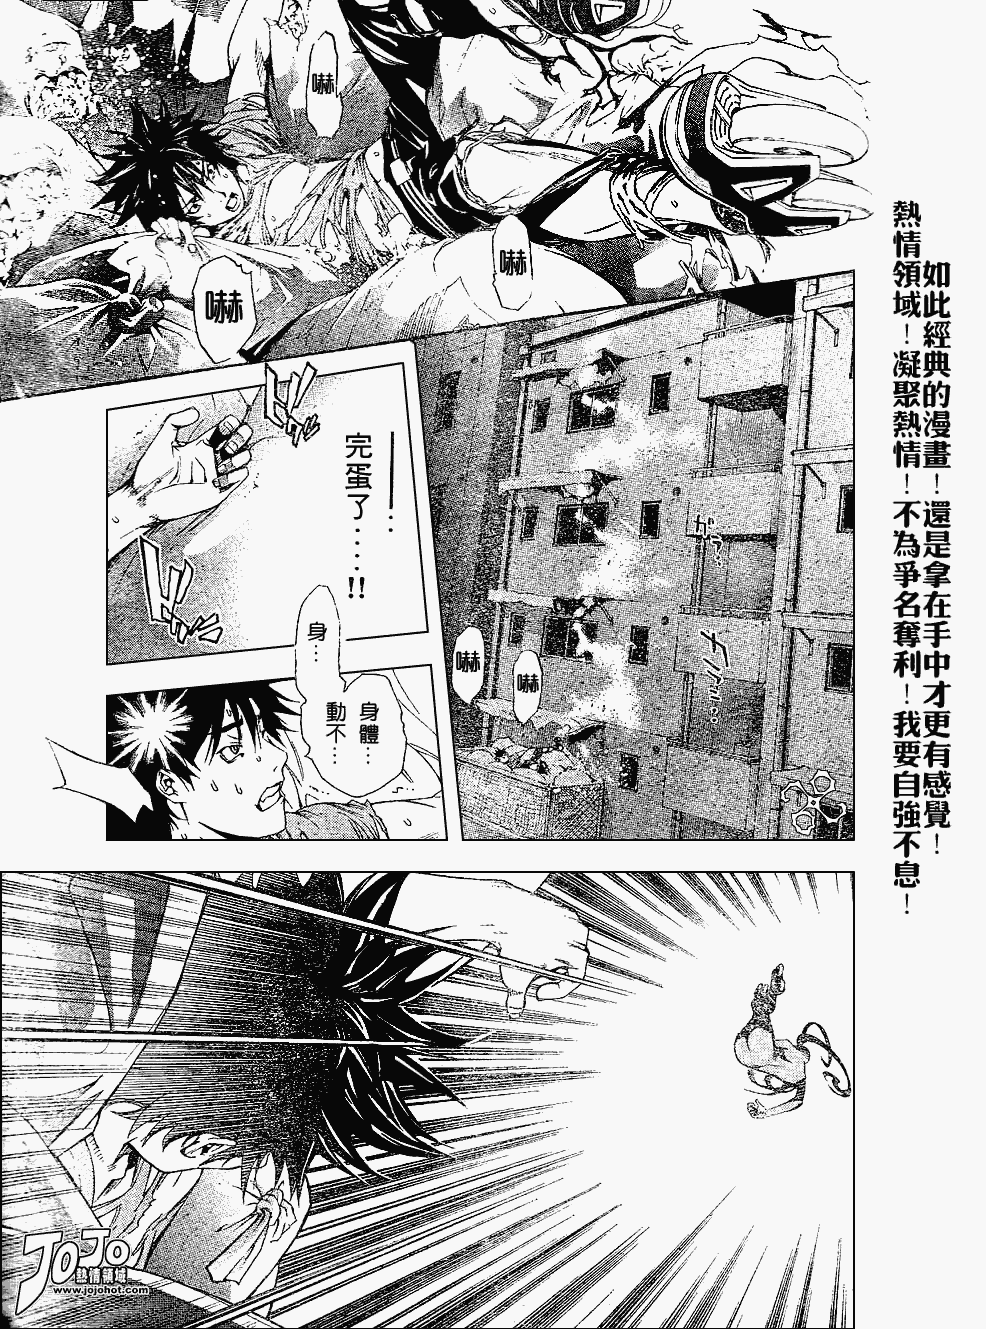 嚇
嚇
嚇
如此經典的漫畫！還是拿在手中才更有感覺！
熱情領域！凝聚熱情！不為爭名奪利！我要自強不息！
嚇
嚇
ガラ…
完蛋了‥‥!!
身…
身體…
動不…
JOJO
熱情領域
www.jojohot.com